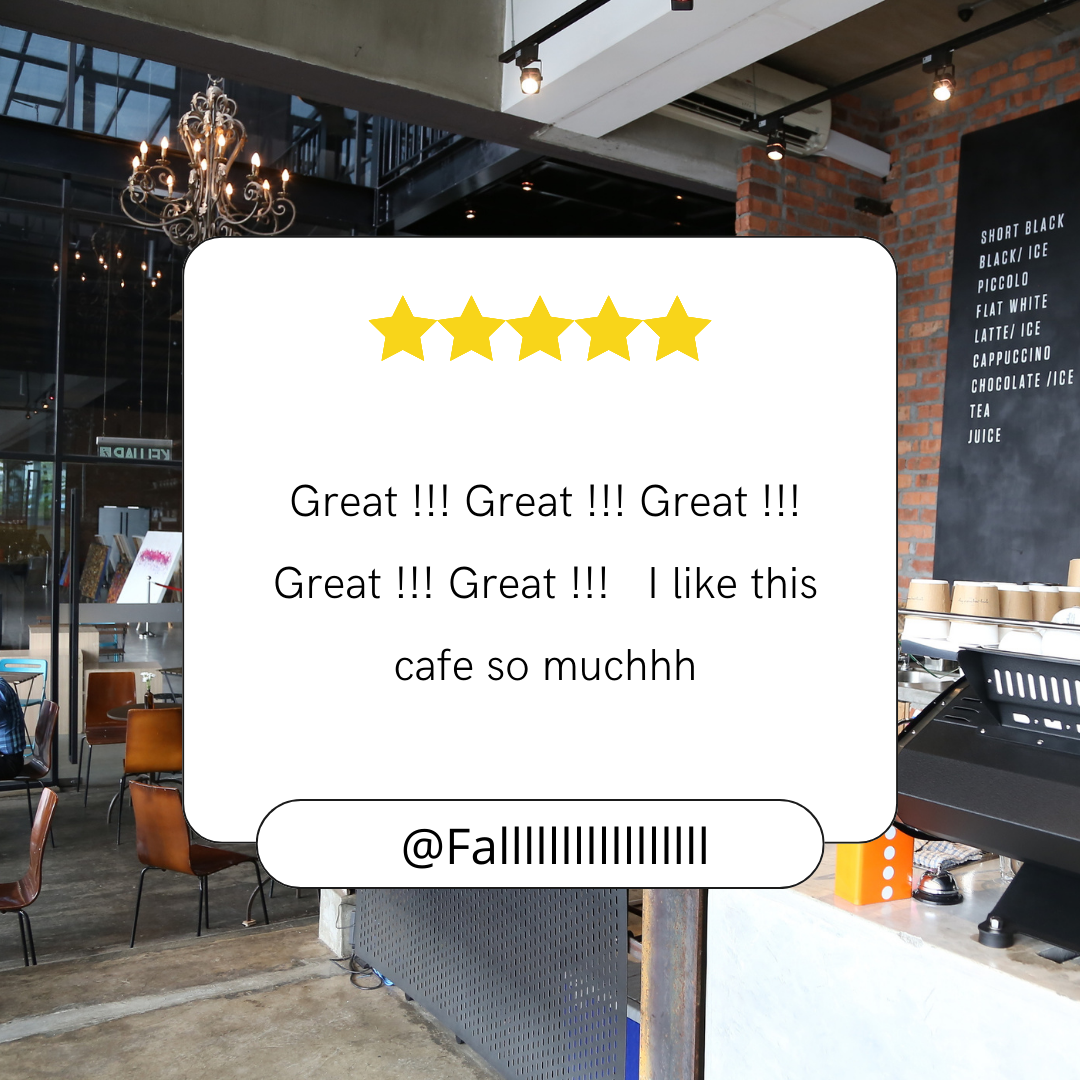 SHORT BLACK
BLACK/ ICE
PICCOLO
FLAT WHITE
LATTE/ ICE
CAPPUCCINO
CHOCOLATE /ICE
TEA
JUICE
KELUAR
Great !!! Great !!! Great !!!
Great !!! Great !!! I like this
cafe so muchhh
@Falllllllllllllllll